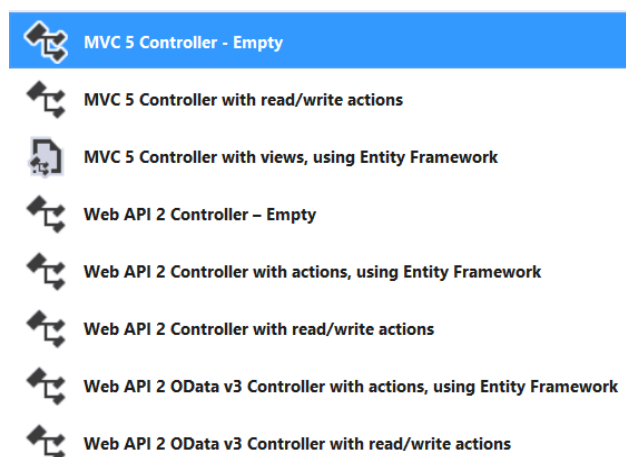 MVC 5 Controller - Empty
MVC 5 Controller with read/write actions
MVC 5 Controller with views, using Entity Framework
Web API 2 Controller – Empty
Web API 2 Controller with actions, using Entity Framework
Web API 2 Controller with read/write actions
Web API 2 OData v3 Controller with actions, using Entity Framework
Web API 2 OData v3 Controller with read/write actions